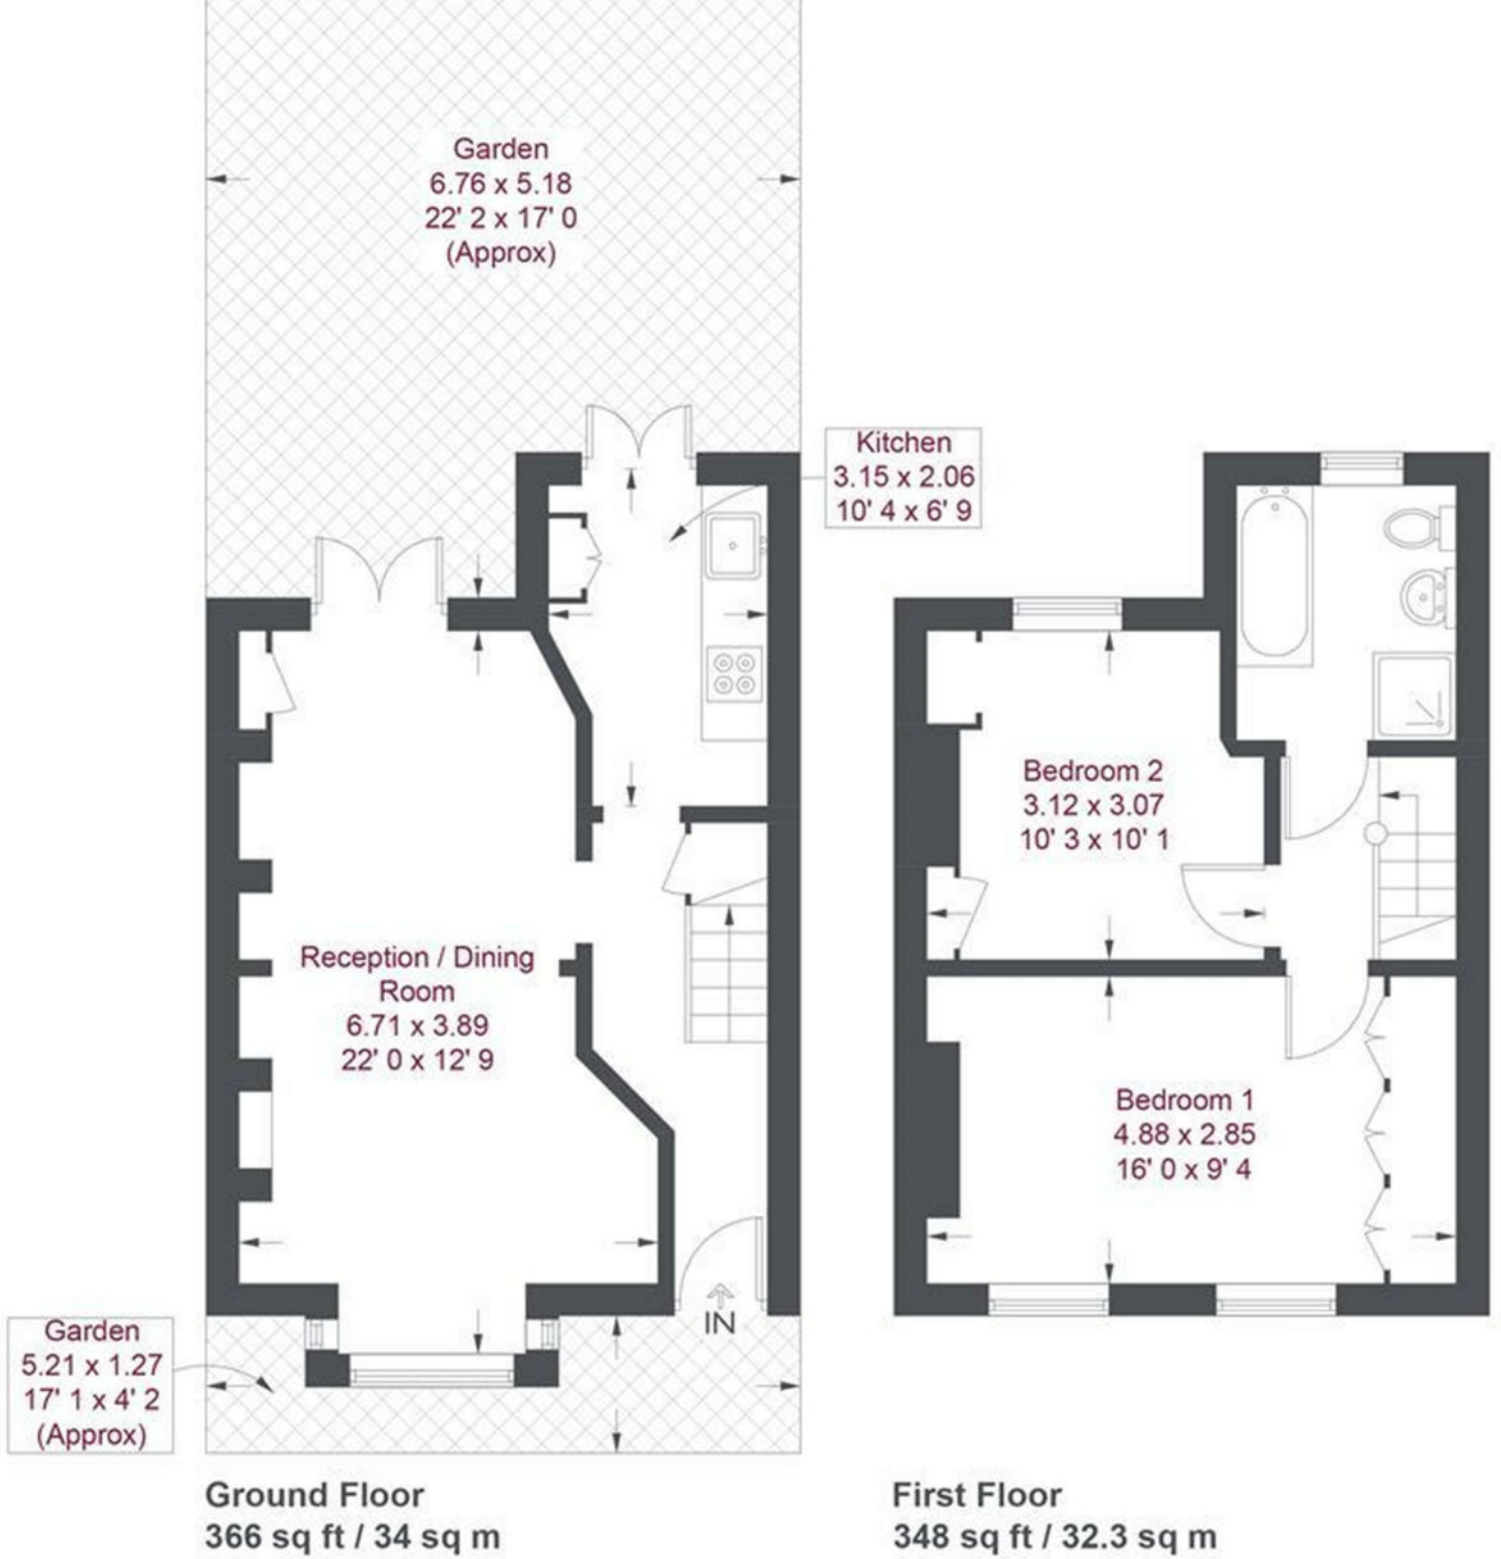 Garden
6.76 x 5.18
22' 2 x 17' 0
(Approx)
Kitchen
3.15 x 2.06
10' 4 x 6' 9
Reception / Dining
Room
6.71 x 3.89
22' 0 x 12' 9
Bedroom 2
3.12 x 3.07
10' 3 x 10' 1
Bedroom 1
4.88 x 2.85
16' 0 x 9' 4
IN
Garden
5.21 x 1.27
17' 1 x 4' 2
(Approx)
Ground Floor
366 sq ft / 34 sq m
First Floor
348 sq ft / 32.3 sq m